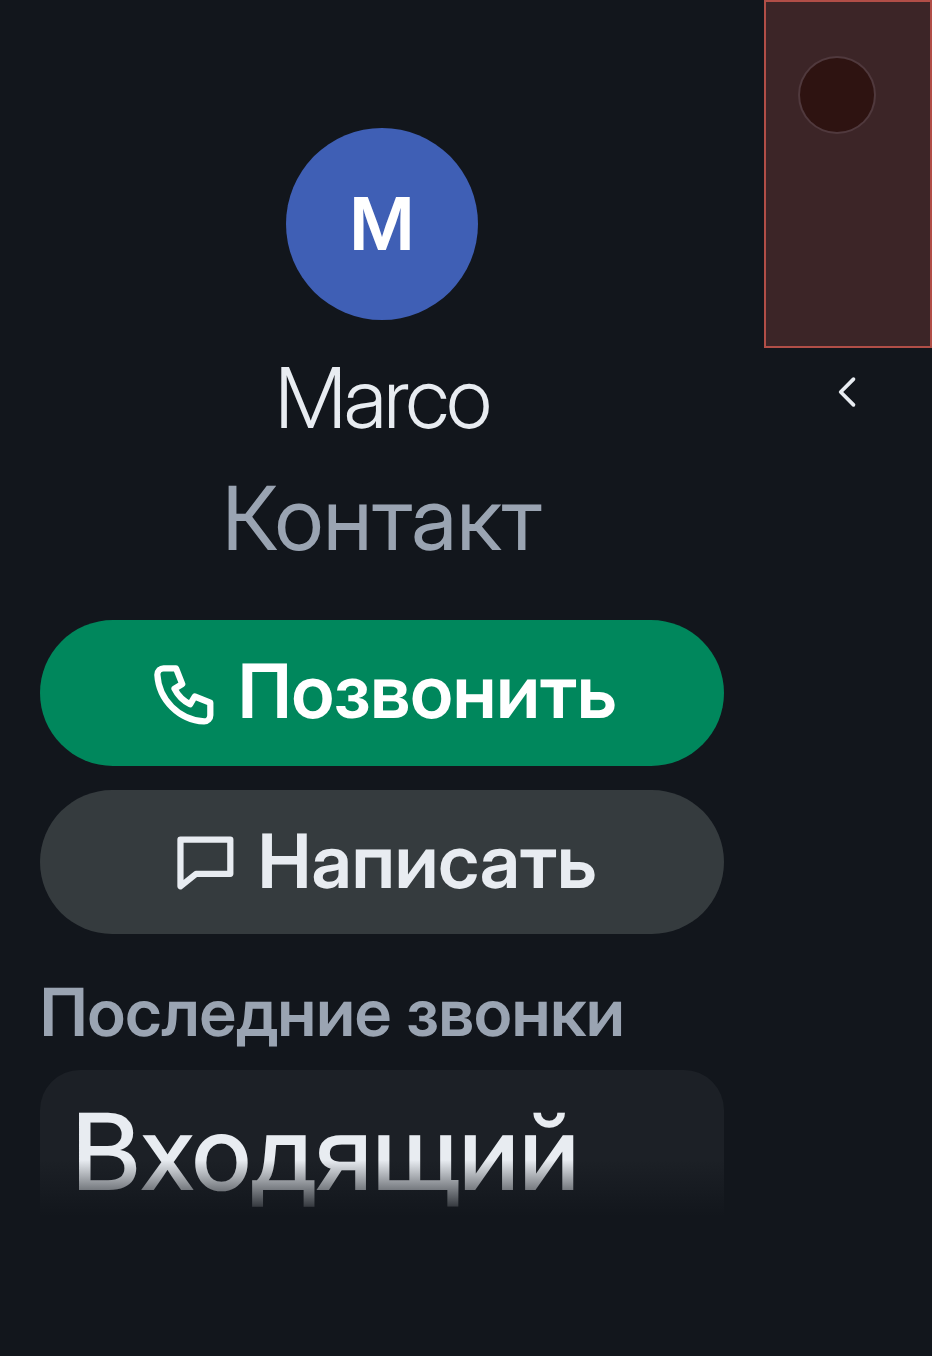 M
Marco
Контакт
Позвонить
Написать
Последние звонки
Входящий